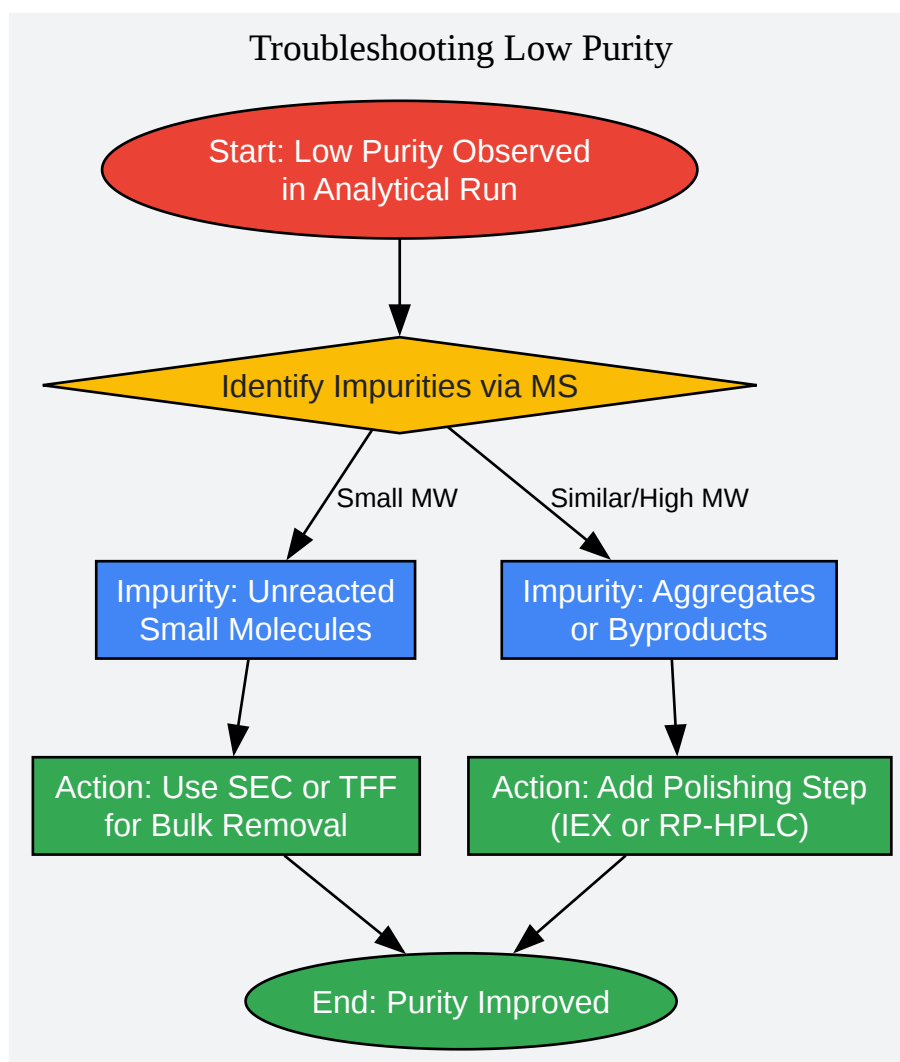 Troubleshooting Low Purity
Start: Low Purity Observed
in Analytical Run
Identify Impurities via MS
Small MW
Similar/High MW
Impurity: Unreacted
Small Molecules
Impurity: Aggregates
or Byproducts
Action: Use SEC or TFF
for Bulk Removal
Action: Add Polishing Step
(IEX or RP-HPLC)
End: Purity Improved